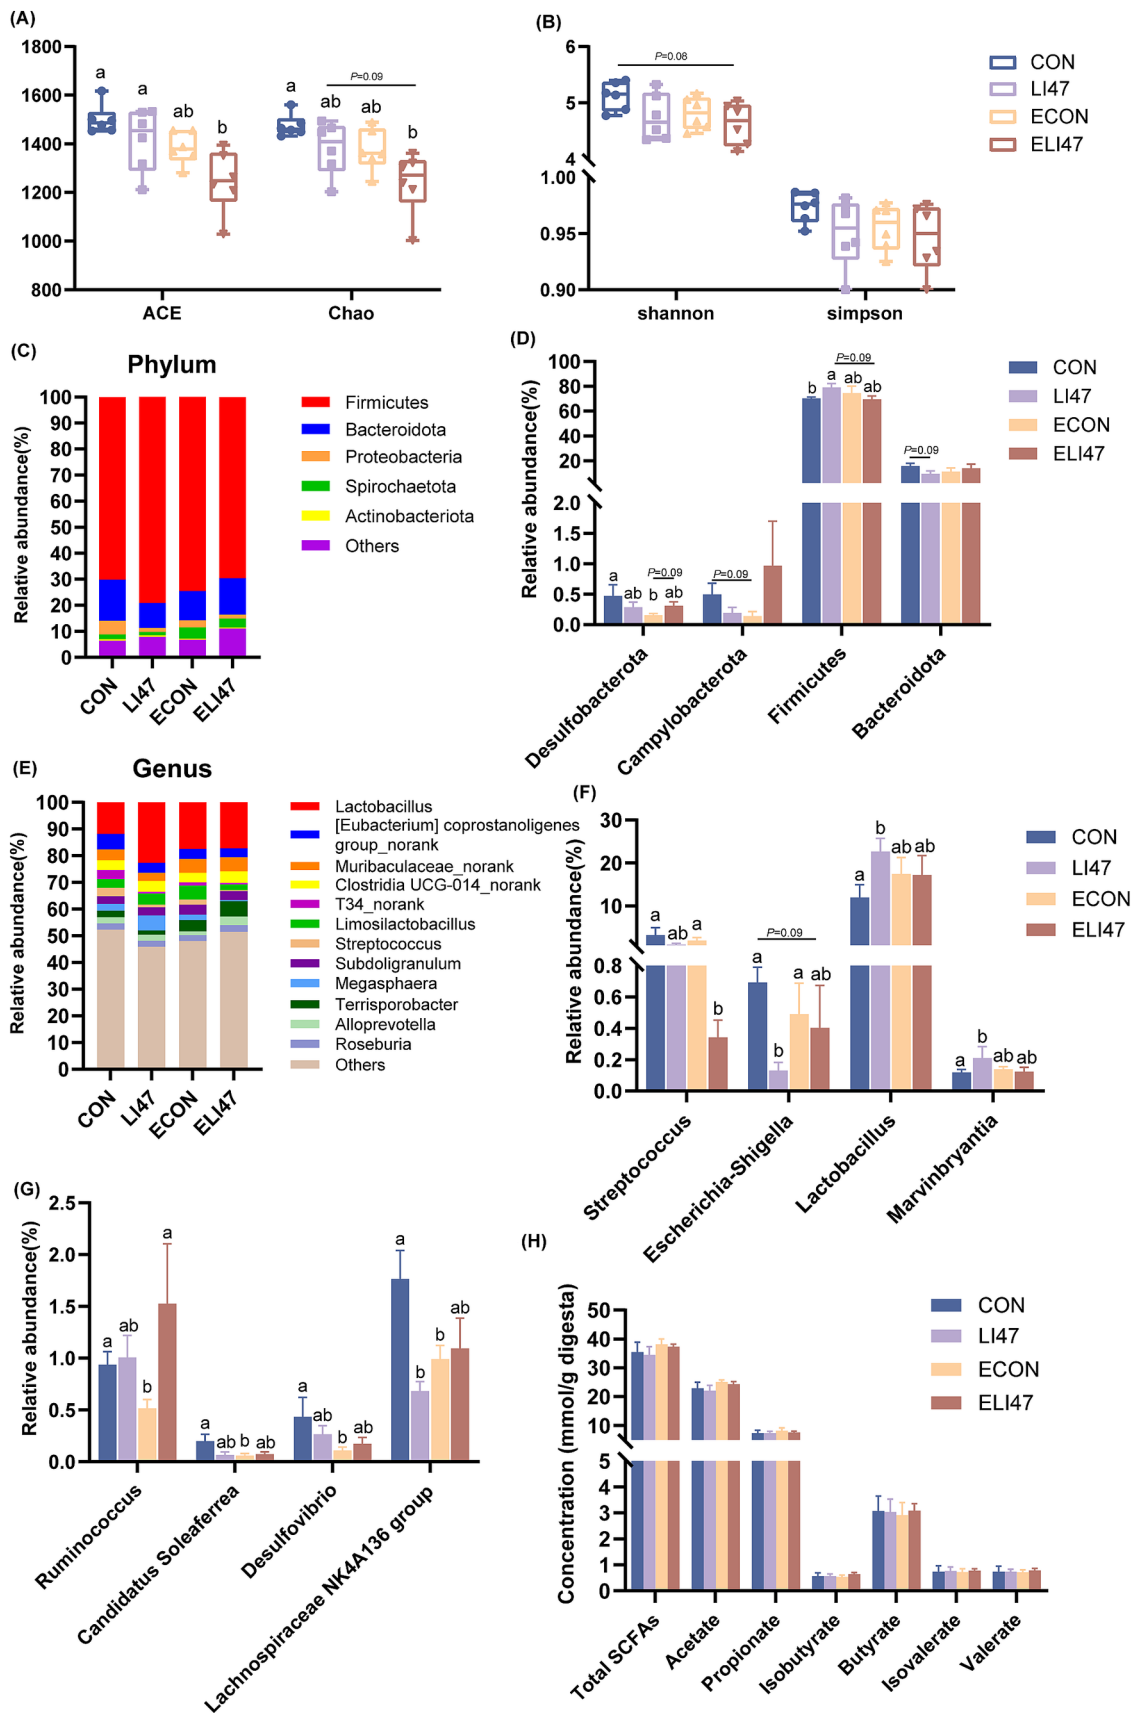 (A)
1800
1600
1400
1200
1000
800
a
a
ab
b
a
ab
ab
b
P=0.09
ACE
Chao
(B)
6
5
4
1.00
0.95
0.90
P=0.08
shannon
simpson
CON
LI47
ECON
ELI47
(C)
Phylum
Relative abundance(%)
100
90
80
70
60
50
40
30
20
10
0
CON
LI47
ECON
ELI47
Firmicutes
Bacteroidota
Proteobacteria
Spirochaetota
Actinobacteriota
Others
(D)
Relative abundance(%)
100
80
60
40
20
2.0
1.5
1.0
0.5
0.0
a
ab
b
ab
P=0.09
P=0.09
b
a
ab
ab
P=0.09
P=0.09
Desulfobacterota
Campylobacterota
Firmicutes
Bacteroidota
CON
LI47
ECON
ELI47
(E)
Genus
Relative abundance(%)
100
90
80
70
60
50
40
30
20
10
0
CON
LI47
ECON
ELI47
Lactobacillus
[Eubacterium] coprostanoligenes
group_norank
Muribaculaceae_norank
Clostridia UCG-014_norank
T34_norank
Limosilactobacillus
Streptococcus
Subdoligranulum
Megasphaera
Terrisporobacter
Alloprevotella
Roseburia
Others
(F)
Relative abundance(%)
30
20
10
0.8
0.6
0.4
0.2
0.0
a
ab
a
b
P=0.09
a
b
a
ab
a
b
ab
ab
a
b
ab
ab
Streptococcus
Escherichia-Shigella
Lactobacillus
Marvinbryantia
CON
LI47
ECON
ELI47
(G)
Relative abundance(%)
2.5
2.0
1.5
1.0
0.5
0.0
a
ab
b
a
a
ab
b
ab
a
ab
b
ab
a
b
b
ab
Ruminococcus
Candidatus Soleaferrea
Desulfovibrio
Lachnospiraceae NK4A136 group
(H)
Concentration (mmol/g digesta)
50
40
30
20
10
5
4
3
2
1
0
Total SCFAs
Acetate
Propionate
Isobutyrate
Butyrate
Isovalerate
Valerate
CON
LI47
ECON
ELI47